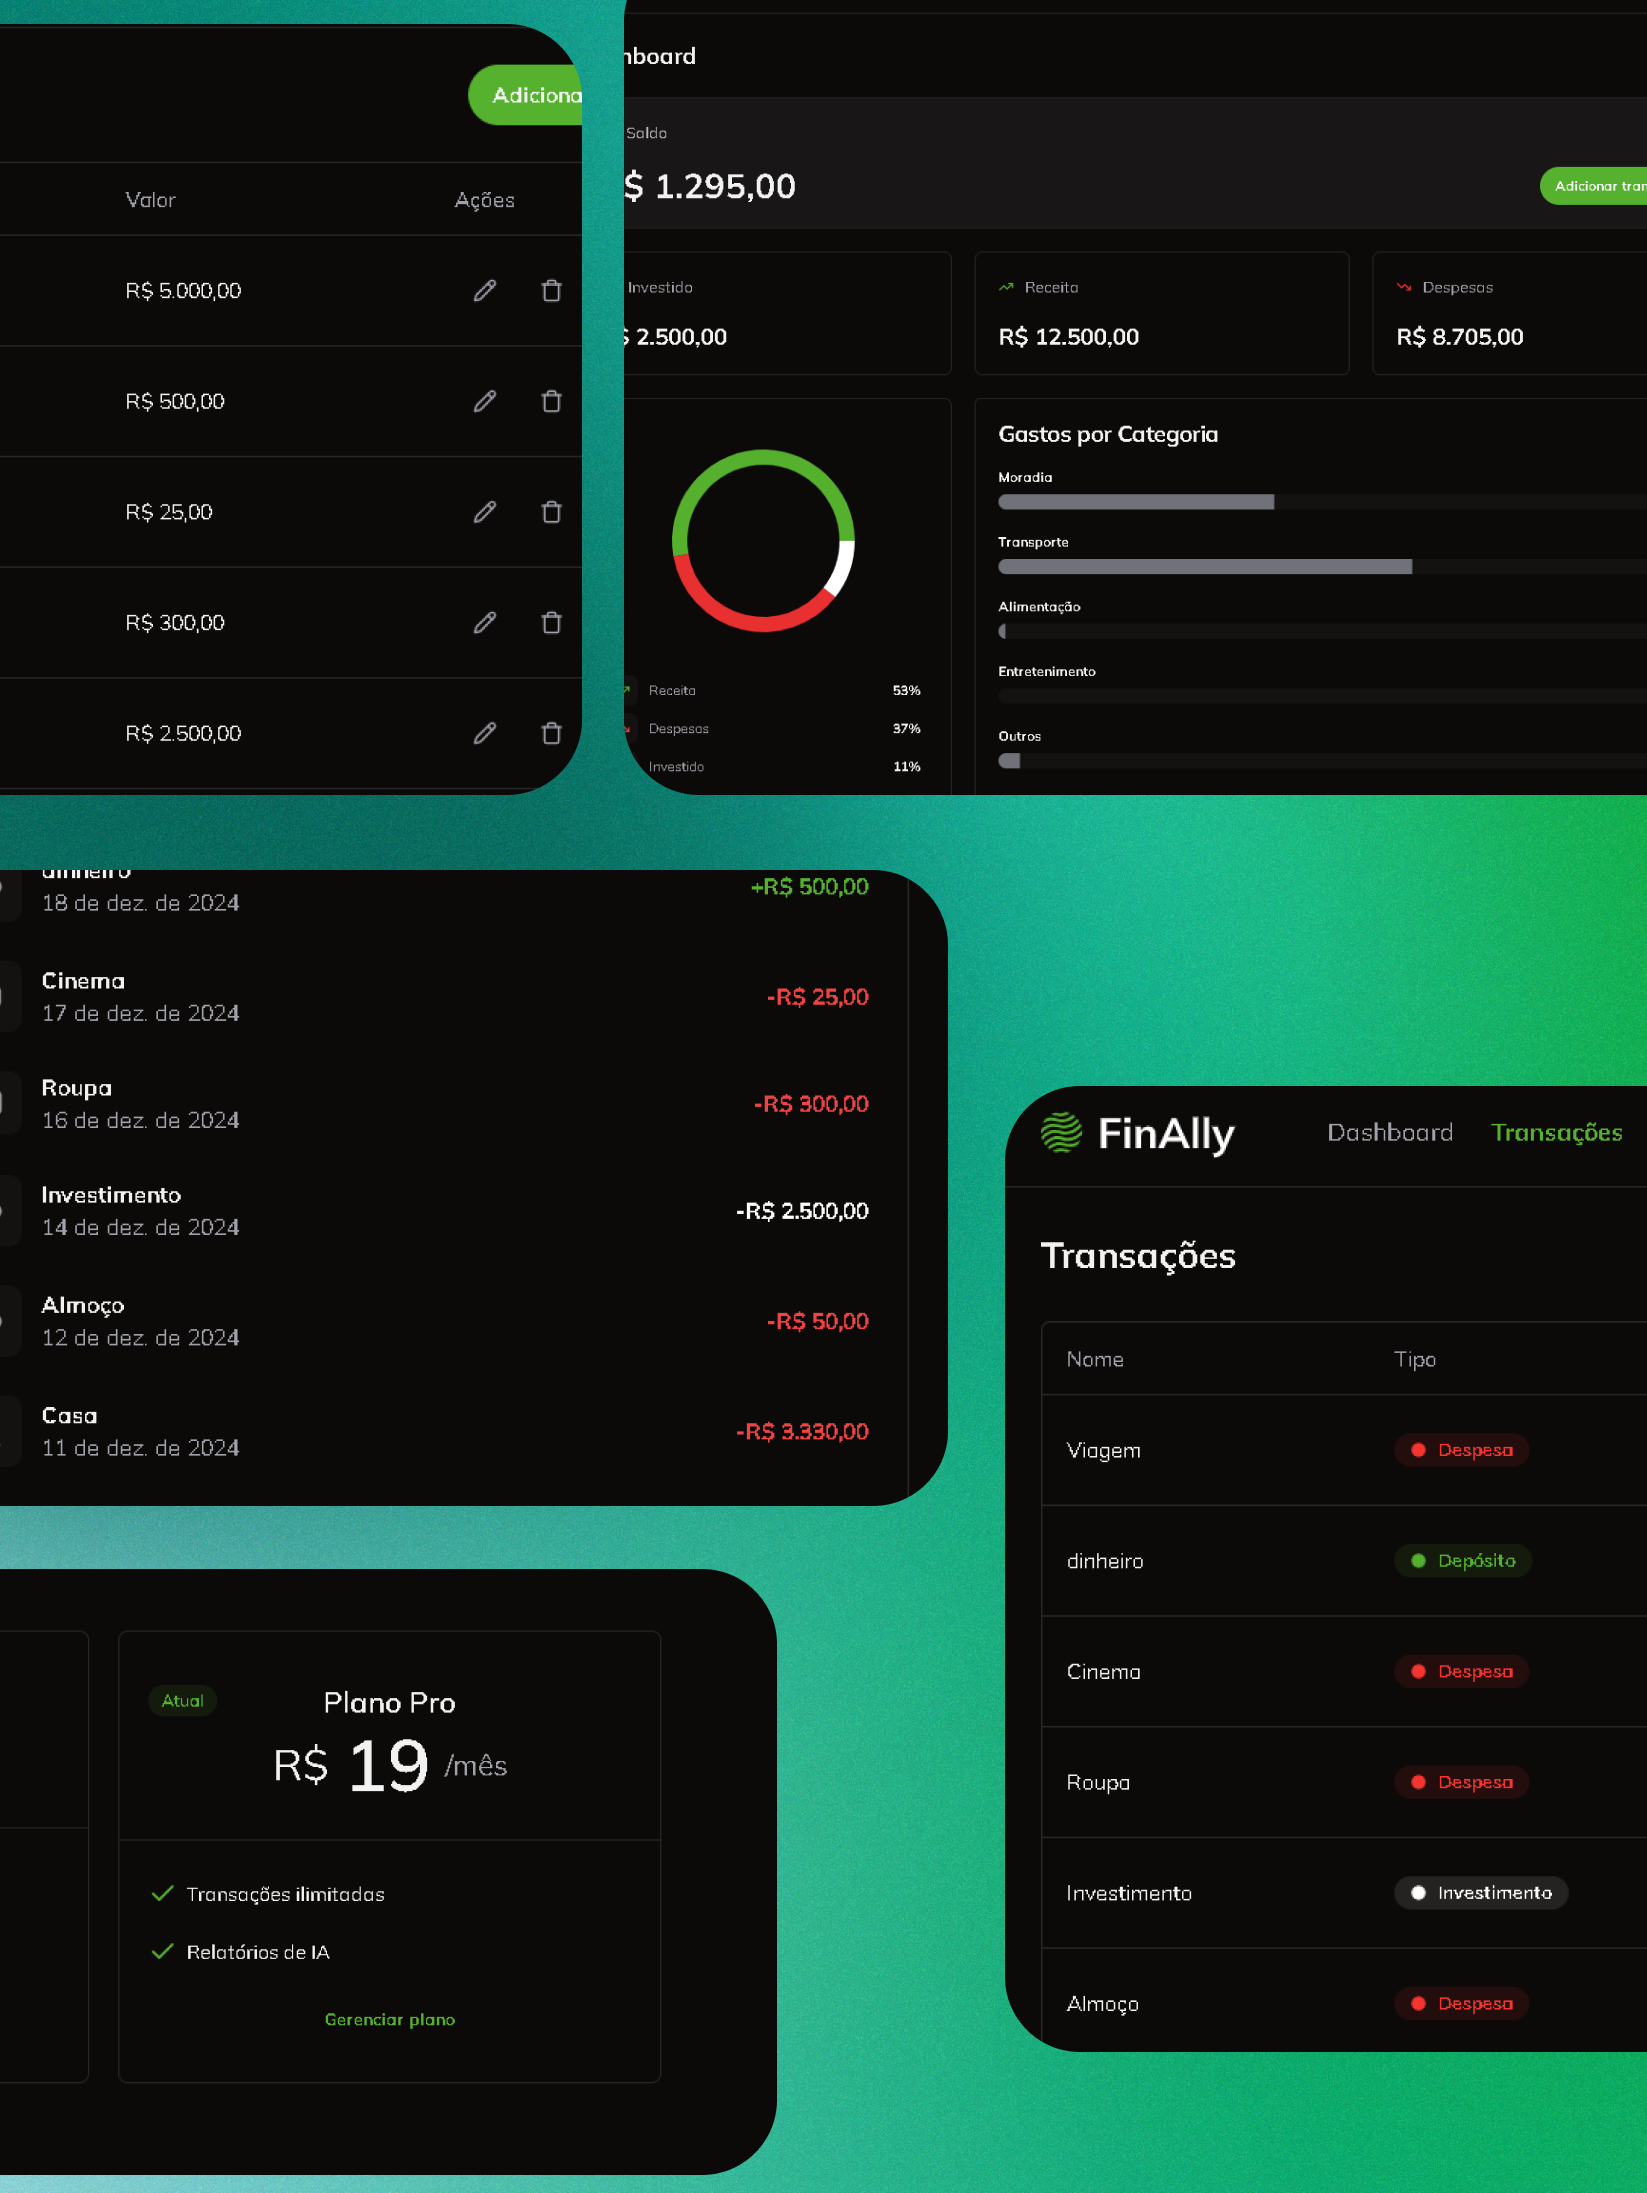 Adiciona
Valor Ações
R$ 5.000,00
R$ 500,00
R$ 25,00
R$ 300,00
R$ 2.500,00
hboard
Saldo
$ 1.295,00
Adicionar tran
Investido
$ 2.500,00
Receita
R$ 12.500,00
Despesas
R$ 8.705,00
Receita 53%
Despesas 37%
Investido 11%
Gastos por Categoria
Moradia
Transporte
Alimentação
Entretenimento
Outros
dinheiro
18 de dez. de 2024
+R$ 500,00
Cinema
17 de dez. de 2024
-R$ 25,00
Roupa
16 de dez. de 2024
-R$ 300,00
Investimento
14 de dez. de 2024
-R$ 2.500,00
Almoço
12 de dez. de 2024
-R$ 50,00
Casa
11 de dez. de 2024
-R$ 3.330,00
FinAlly Dashboard Transações
Transações
Nome Tipo
Viagem Despesa
dinheiro Depósito
Cinema Despesa
Roupa Despesa
Investimento Investimento
Almoço Despesa
Atual
Plano Pro
R$ 19 /mês
Transações ilimitadas
Relatórios de IA
Gerenciar plano